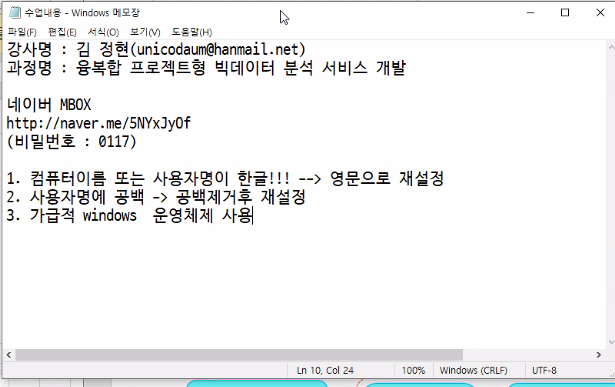 수업내용 - Windows 메모장
파일(F) 편집(E) 서식(O) 보기(V) 도움말(H)
강사명 : 김 정현(unicodaum@hanmail.net)
과정명 : 융복합 프로젝트형 빅데이터 분석 서비스 개발
네이버 MBOX
http://naver.me/5NYxJyOf
(비밀번호 : 0117)
1. 컴퓨터이름 또는 사용자명이 한글!!! --> 영문으로 재설정
2. 사용자명에 공백 -> 공백제거후 재설정
3. 가급적 windows  운영체제 사용
Ln 10, Col 24 100% Windows (CRLF) UTF-8